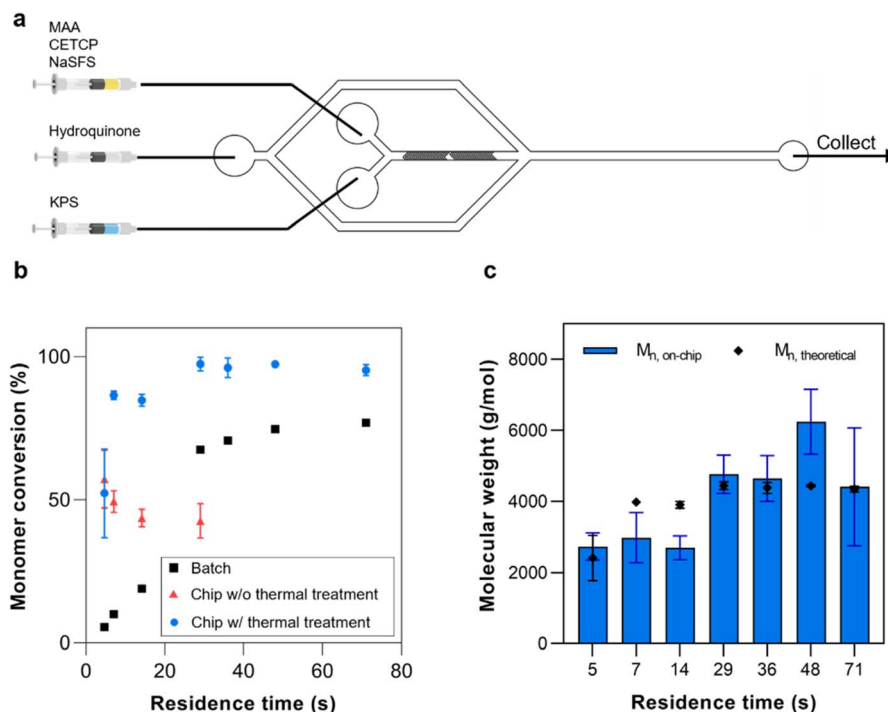 a
MAA
CETCP
NaSFS
Hydroquinone
KPS
Collect
b
Monomer conversion (%)
100
50
0
0 20 40 60 80
Residence time (s)
Batch
Chip w/o thermal treatment
Chip w/ thermal treatment
c
Molecular weight (g/mol)
8000
6000
4000
2000
0
Mn, on-chip Mn, theoretical
5 7 14 29 36 48 71
Residence time (s)